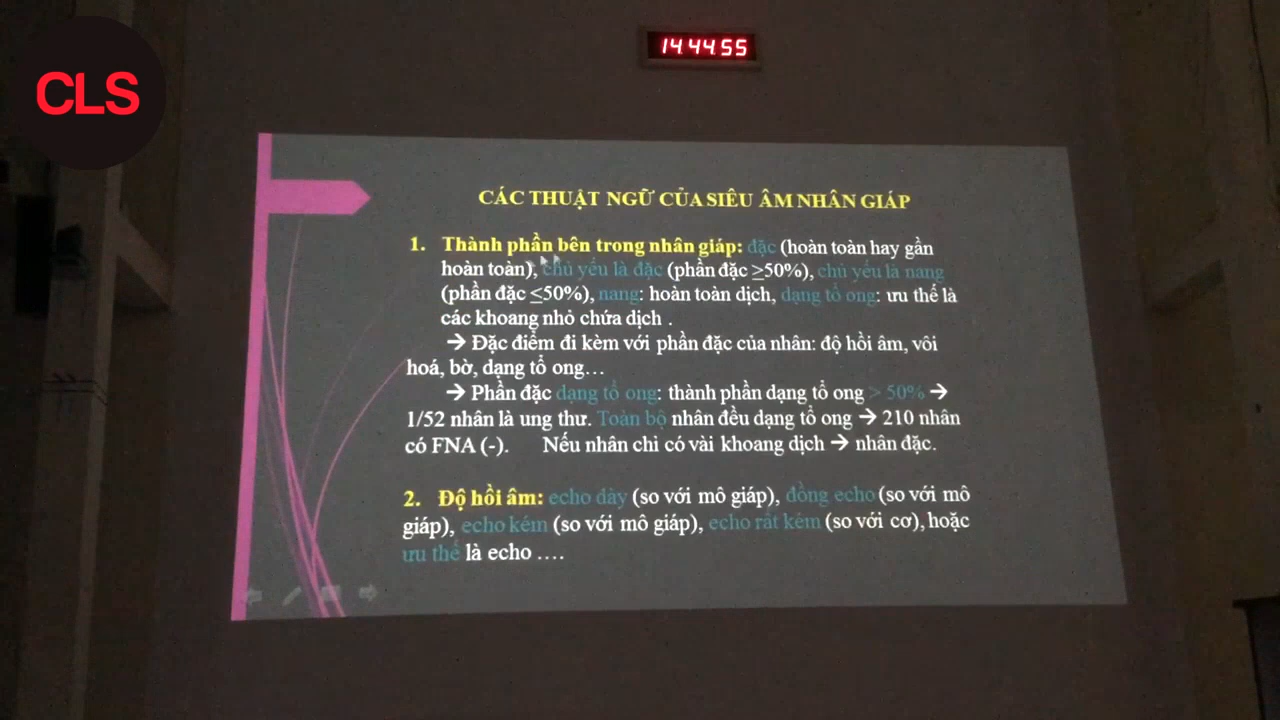 14.44.55
CLS
CÁC THUẬT NGỮ CỦA SIÊU ÂM NHÂN GIÁP
1. Thành phần bên trong nhân giáp: đặc (hoàn toàn hay gần
hoàn toàn), chủ yếu là đặc (phần đặc ≥50%), chủ yếu là nang
(phần đặc ≤50%), nang: hoàn toàn dịch, dạng tổ ong: ưu thế là
các khoang nhỏ chứa dịch .
→ Đặc điểm đi kèm với phần đặc của nhân: độ hồi âm, vôi
hoá, bờ, dạng tổ ong…
→ Phần đặc dạng tổ ong: thành phần dạng tổ ong > 50% →
1/52 nhân là ung thư. Toàn bộ nhân đều dạng tổ ong → 210 nhân
có FNA (-). Nếu nhân chỉ có vài khoang dịch → nhân đặc.
2. Độ hồi âm: echo dày (so với mô giáp), đồng echo (so với mô
giáp), echo kém (so với mô giáp), echo rất kém (so với cơ), hoặc
ưu thế là echo ….